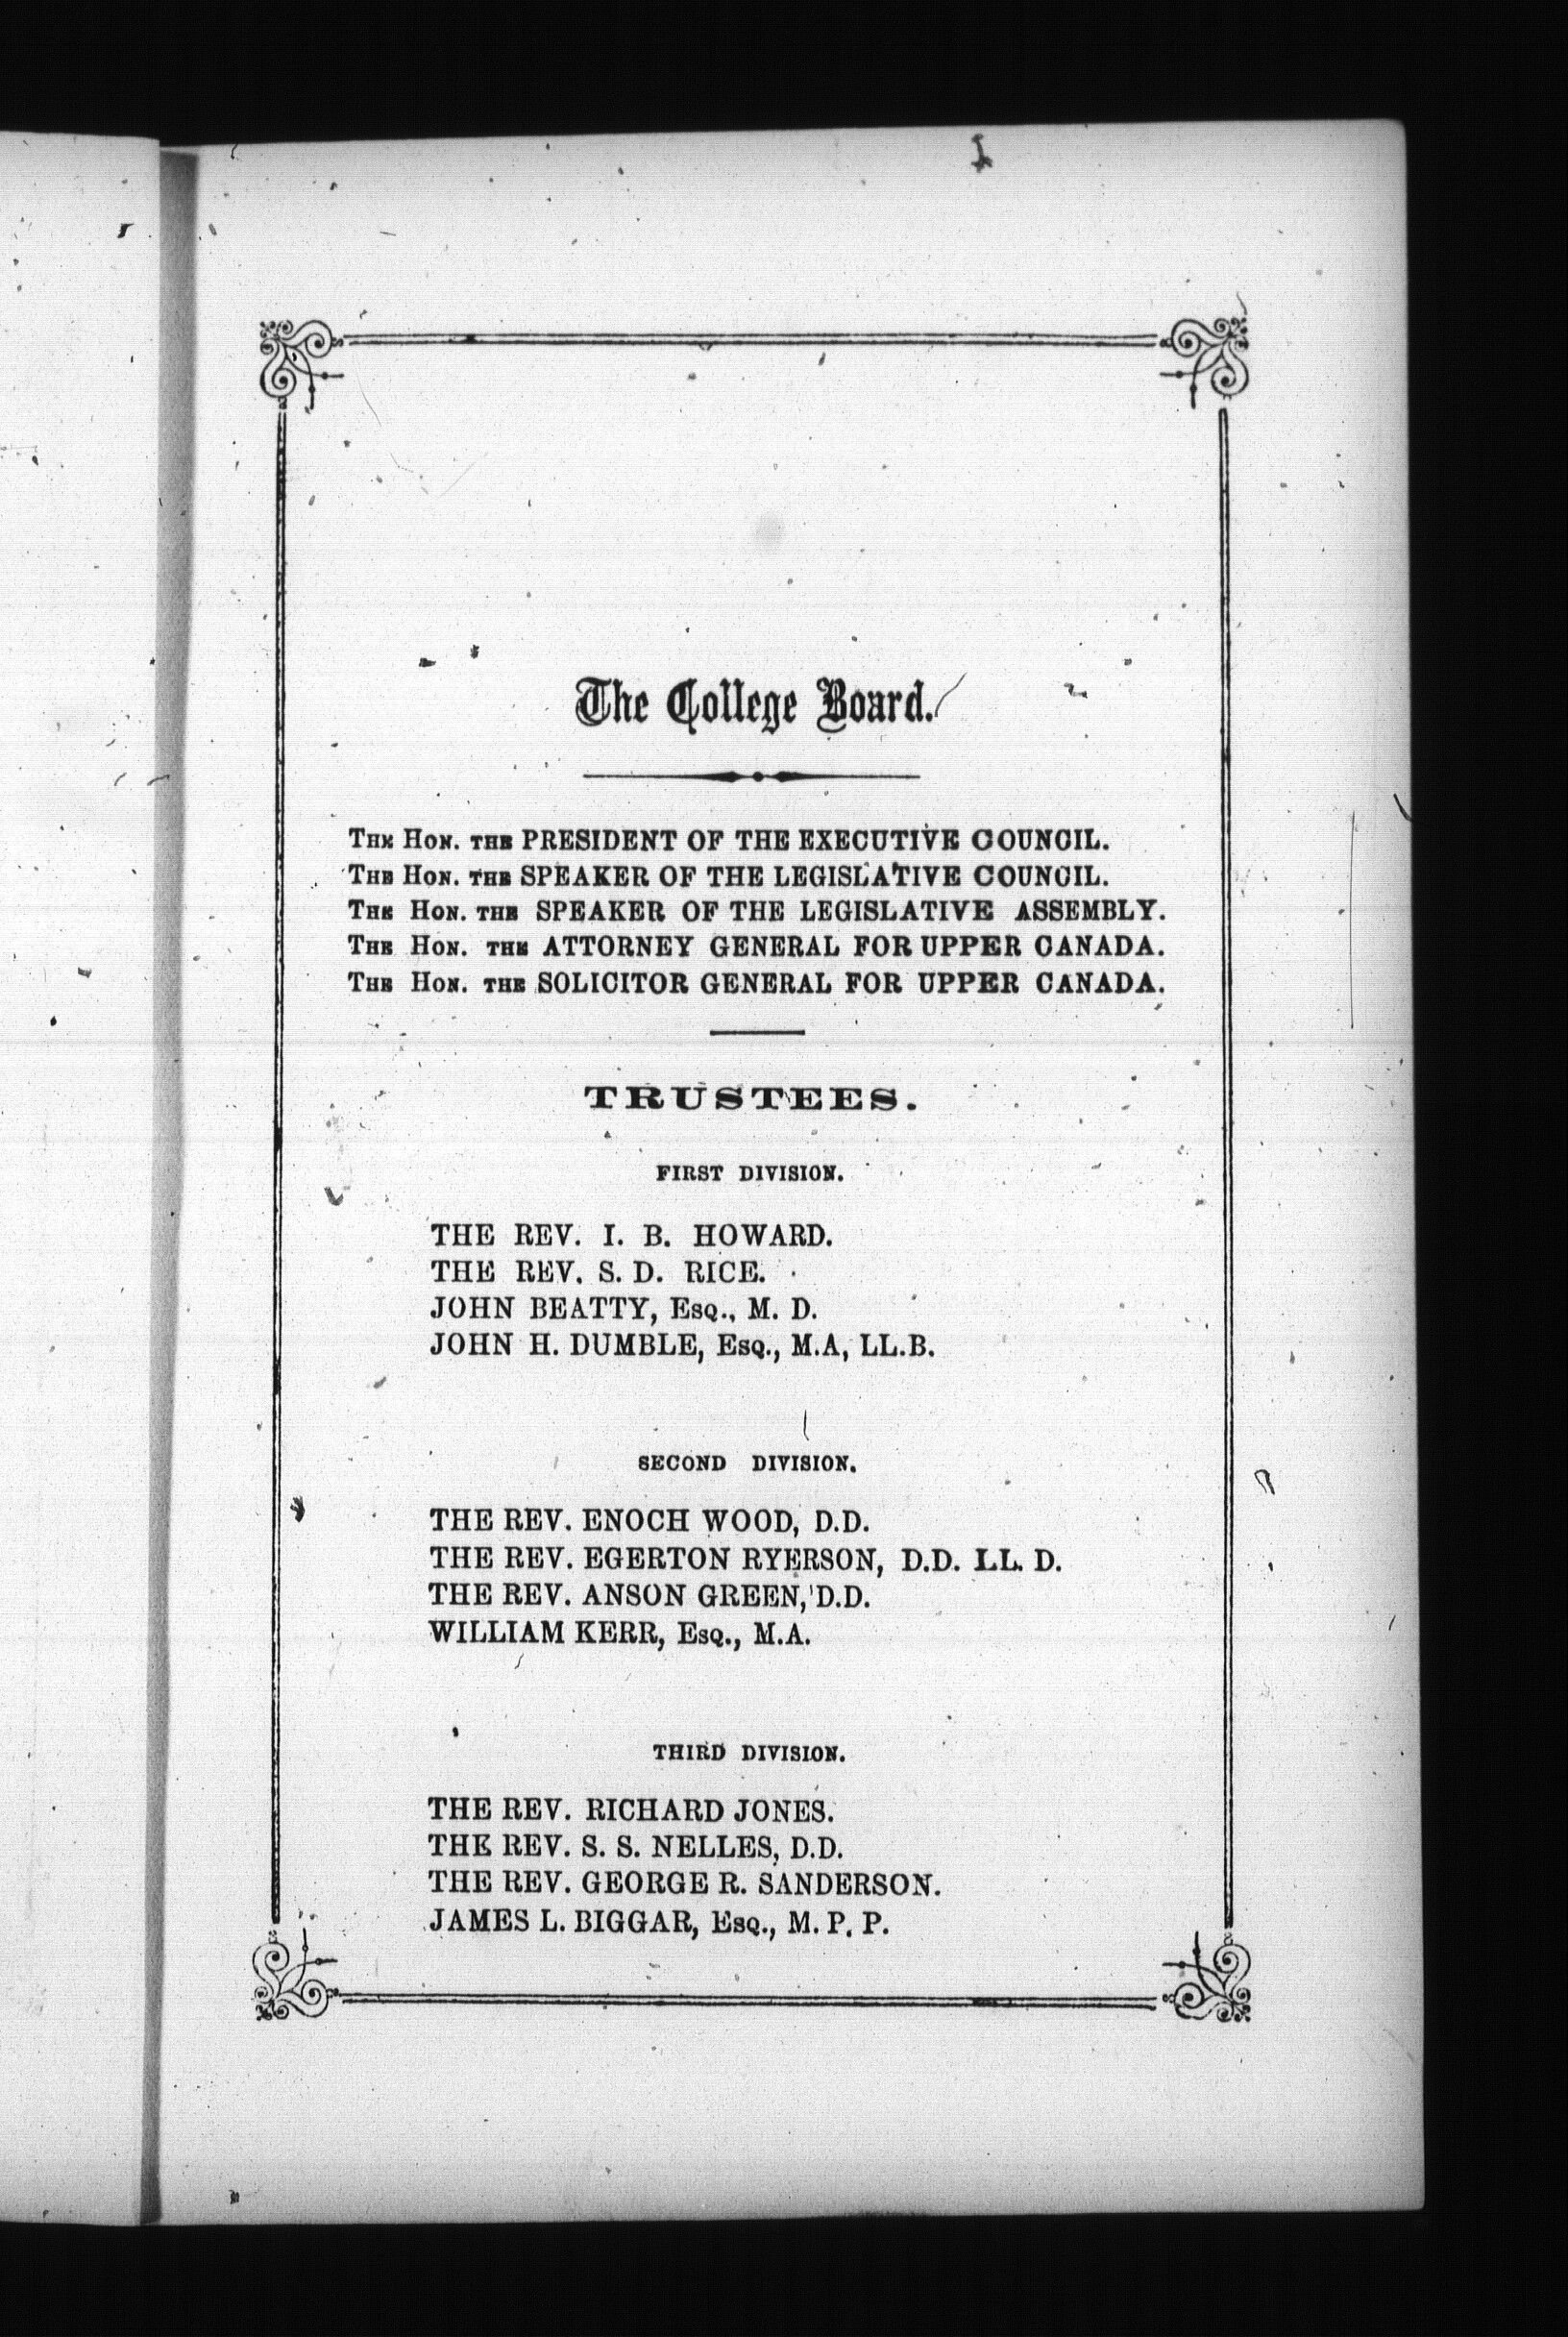 The College Board.
THE HON. THE PRESIDENT OF THE EXECUTIVE COUNCIL.
THE HON. THE SPEAKER OF THE LEGISLATIVE COUNCIL.
THE HON. THE SPEAKER OF THE LEGISLATIVE ASSEMBLY.
THE HON. THE ATTORNEY GENERAL FOR UPPER CANADA.
THE HON. THE SOLICITOR GENERAL FOR UPPER CANADA.
TRUSTEES.
FIRST DIVISION.
THE REV. I. B. HOWARD.
THE REV. S. D. RICE.
JOHN BEATTY, ESQ., M. D.
JOHN H. DUMBLE, ESQ., M.A, LL.B.
SECOND DIVISION.
THE REV. ENOCH WOOD, D.D.
THE REV. EGERTON RYERSON, D.D. LL. D.
THE REV. ANSON GREEN, D.D.
WILLIAM KERR, ESQ., M.A.
THIRD DIVISION.
THE REV. RICHARD JONES.
THE REV. S. S. NELLES, D.D.
THE REV. GEORGE R. SANDERSON.
JAMES L. BIGGAR, ESQ., M. P. P.